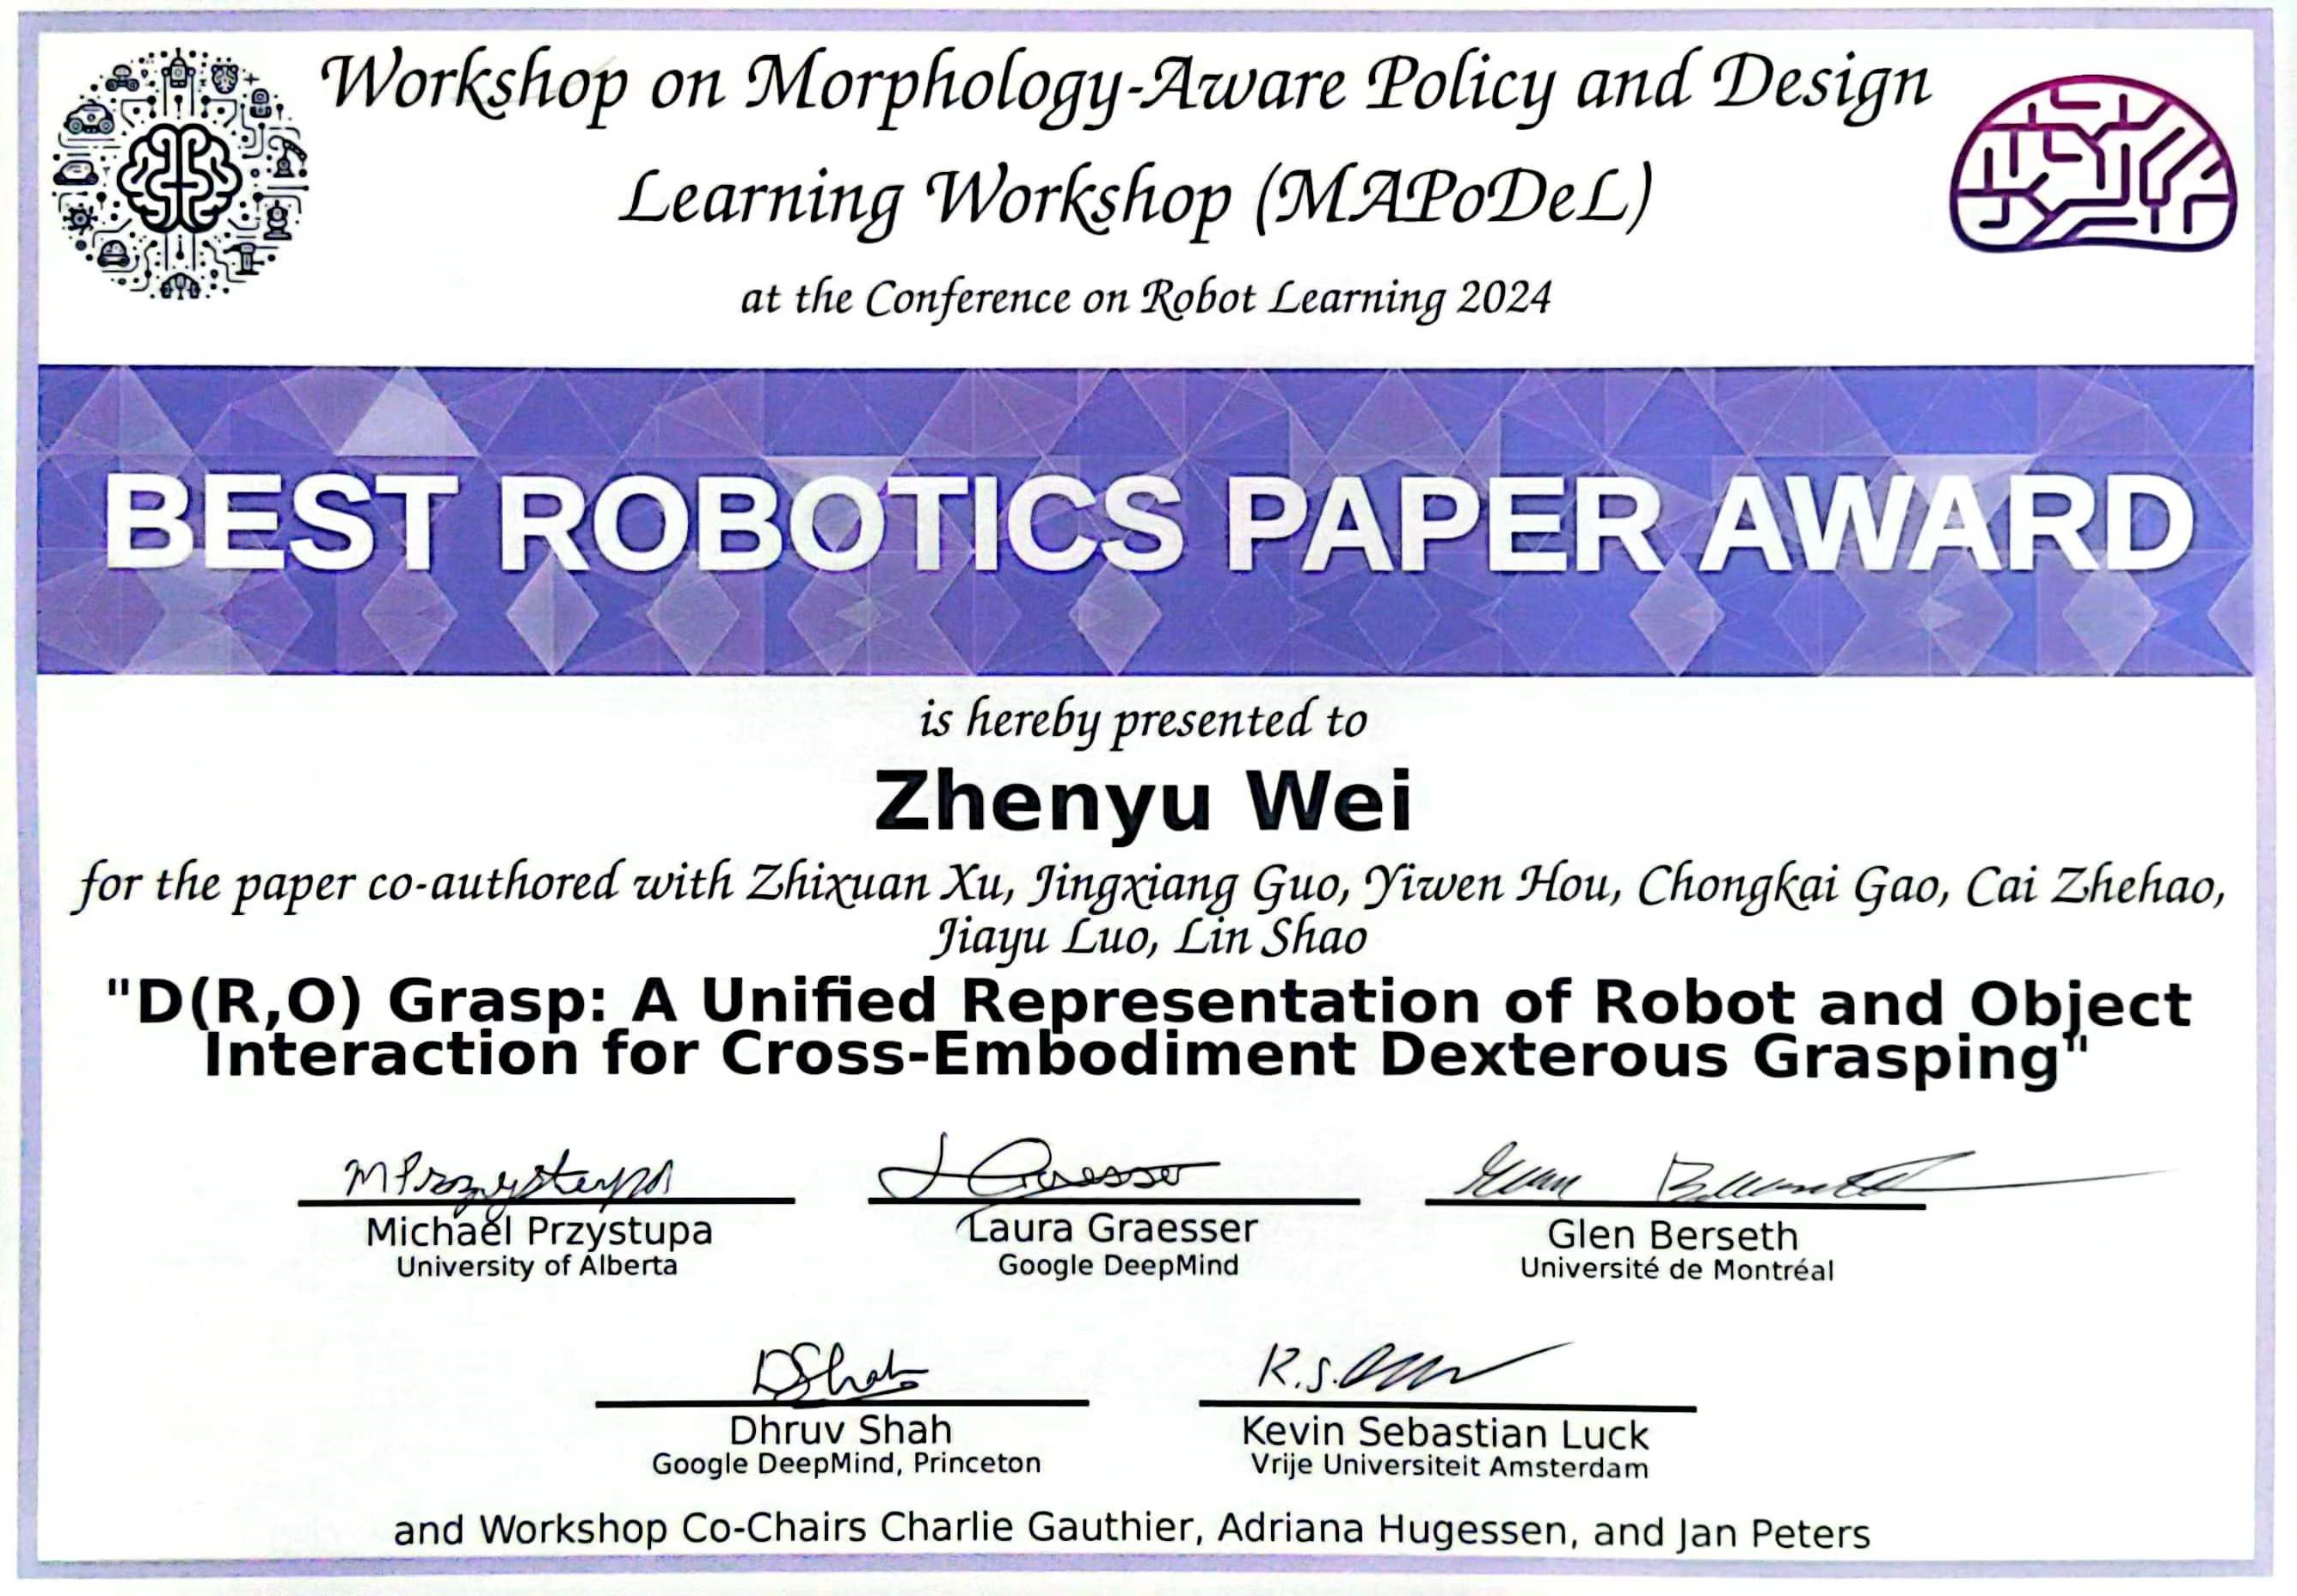 Workshop on Morphology-Aware Policy and Design
Learning Workshop (MAPoDeL)
at the Conference on Robot Learning 2024
BEST ROBOTICS PAPER AWARD
is hereby presented to
Zhenyu Wei
for the paper co-authored with Zhixuan Xu, Jingxiang Guo, Yiwen Hou, Chongkai Gao, Cai Zhehao,
Jiayu Luo, Lin Shao
"D(R,O) Grasp: A Unified Representation of Robot and Object
Interaction for Cross-Embodiment Dexterous Grasping"
MPrzystupa
L Graesser
Glen Berseth
Michael Przystupa
Laura Graesser
Glen Berseth
University of Alberta
Google DeepMind
Université de Montréal
DShah
Dhruv Shah
Kevin Sebastian Luck
Google DeepMind, Princeton
Vrije Universiteit Amsterdam
and Workshop Co-Chairs Charlie Gauthier, Adriana Hugessen, and Jan Peters